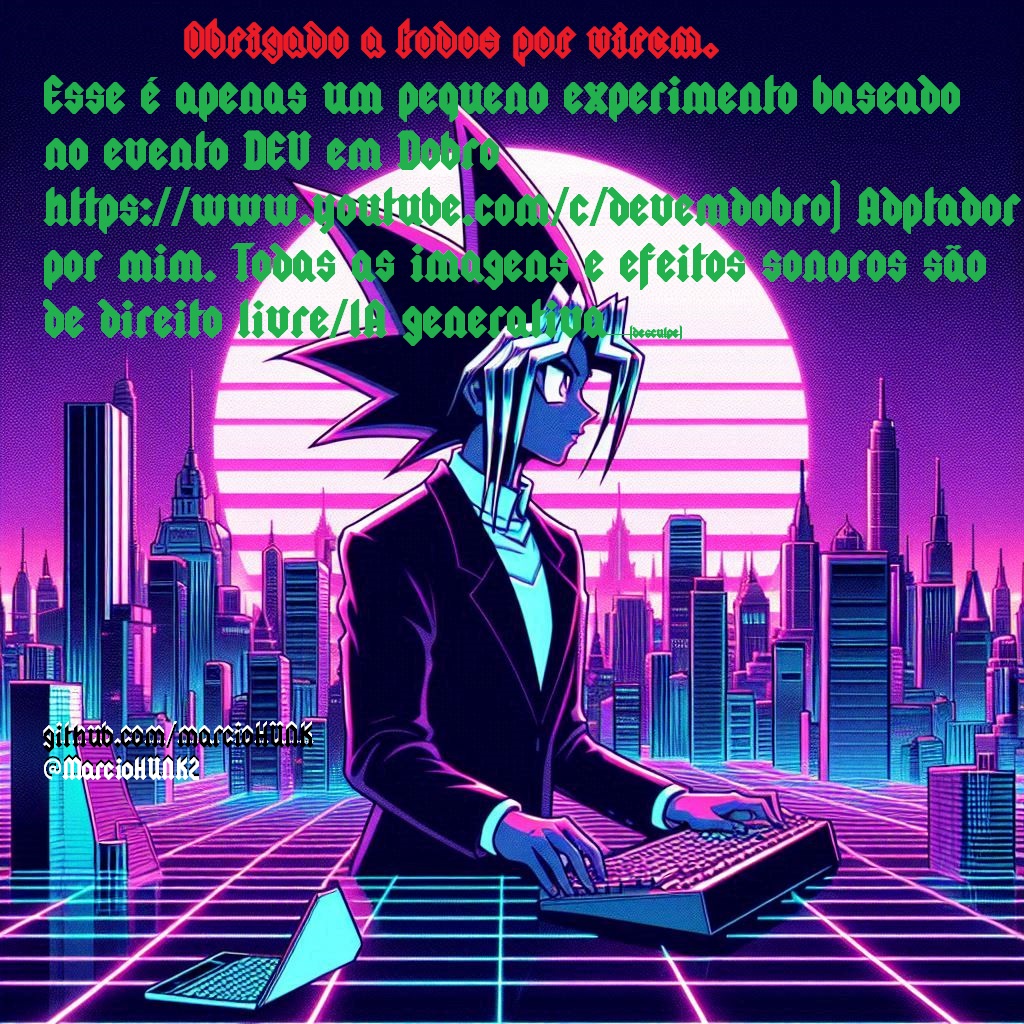 Obrigado a todos por virem.
Esse é apenas um pequeno experimento baseado
no evento DEV em Dobro
https://www.youtube.com/c/devemdobro) Adptador
por mim. Todas as imagens e efeitos sonoros são
de direito livre/IA generativa (desculpe)
github.com/marcioHUNK
@MarcioHUNK2